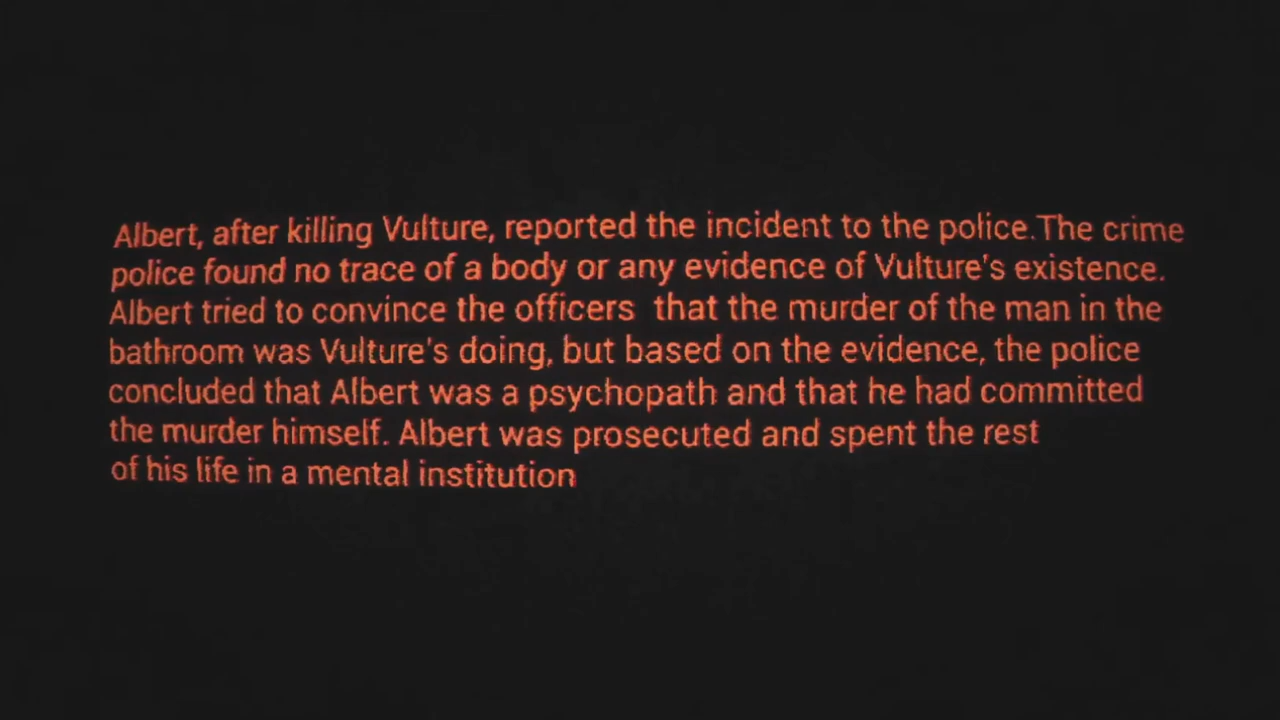 Albert, after killing Vulture, reported the incident to the police.The crime
police found no trace of a body or any evidence of Vulture's existence.
Albert tried to convince the officers  that the murder of the man in the
bathroom was Vulture's doing, but based on the evidence, the police
concluded that Albert was a psychopath and that he had committed
the murder himself. Albert was prosecuted and spent the rest
of his life in a mental institution